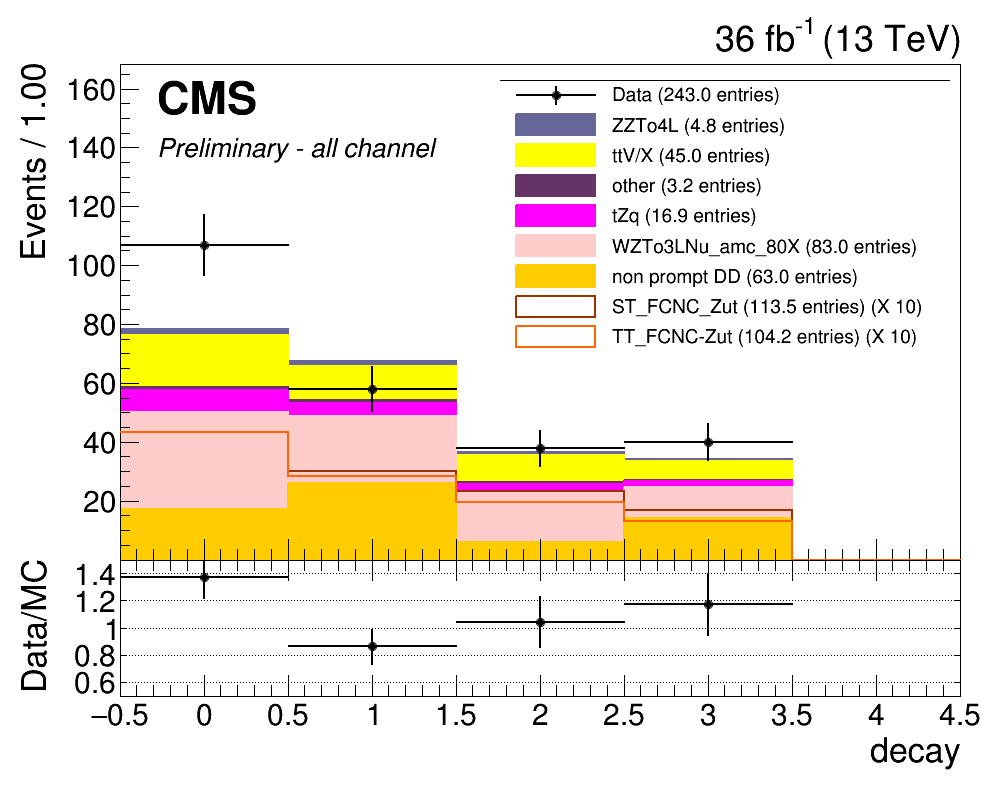 36 fb-1 (13 TeV)
Events / 1.00
160
140
120
100
80
60
40
20
CMS
Preliminary - all channel
Data (243.0 entries)
ZZTo4L (4.8 entries)
ttV/X (45.0 entries)
other (3.2 entries)
tZq (16.9 entries)
WZTo3LNu_amc_80X (83.0 entries)
non prompt DD (63.0 entries)
ST_FCNC_Zut (113.5 entries) (X 10)
TT_FCNC-Zut (104.2 entries) (X 10)
Data/MC
1.4
1.2
1
0.8
0.6
−0.5 0 0.5 1 1.5 2 2.5 3 3.5 4 4.5
decay